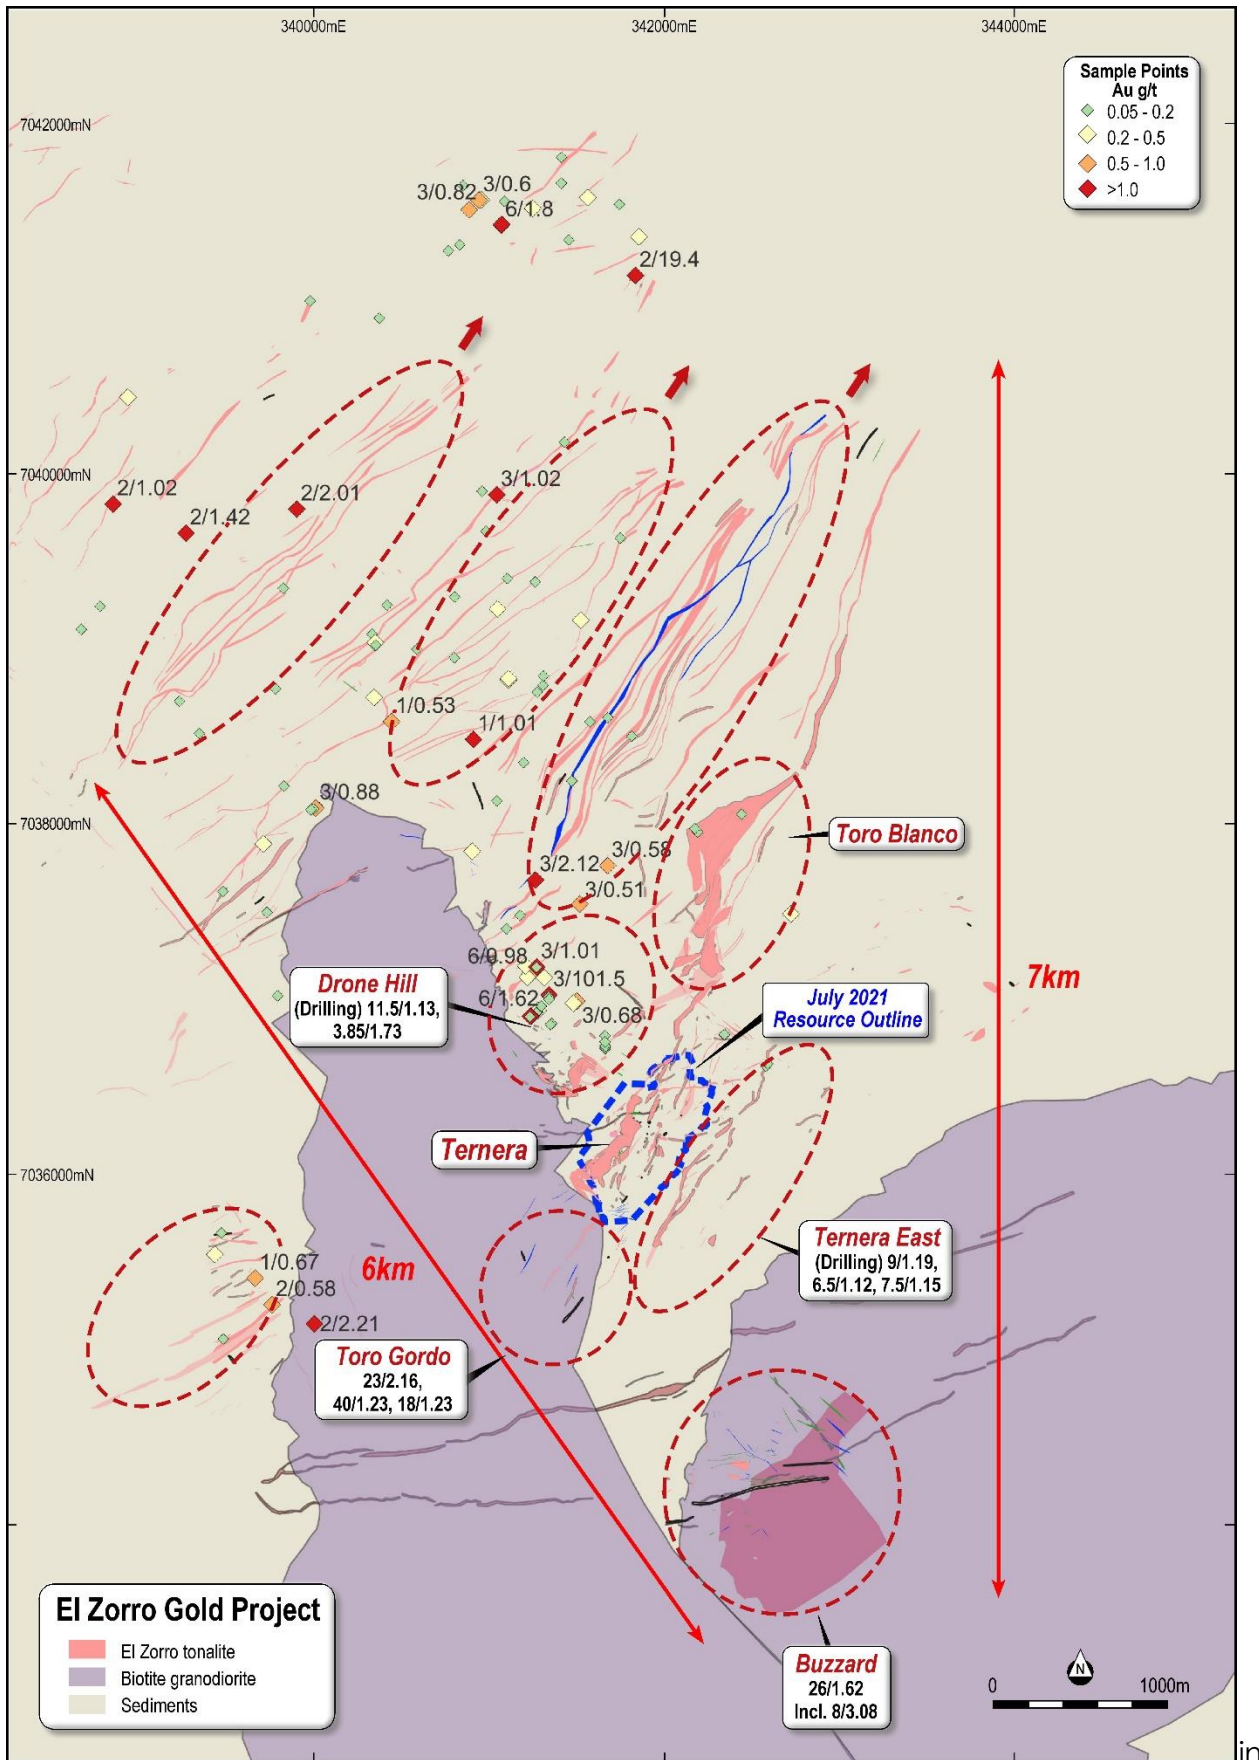 340000mE
342000mE
344000mE
Sample Points
Au g/t
0.05 - 0.2
0.2 - 0.5
0.5 - 1.0
>1.0
7042000mN
3/0.82
3/0.6
6/1.8
2/19.4
7040000mN
2/1.02
2/1.42
2/2.01
3/1.02
1/0.53
1/1.01
3/0.88
7038000mN
3/2.12
3/0.58
3/0.51
Toro Blanco
6/0.98
3/1.01
3/101.5
6/1.62
3/0.68
Drone Hill
(Drilling) 11.5/1.13,
3.85/1.73
July 2021
Resource Outline
7km
Ternera
7036000mN
Ternera East
(Drilling) 9/1.19,
6.5/1.12, 7.5/1.15
6km
1/0.67
2/0.58
2/2.21
Toro Gordo
23/2.16,
40/1.23, 18/1.23
El Zorro Gold Project
El Zorro tonalite
Biotite granodiorite
Sediments
Buzzard
26/1.62
Incl. 8/3.08
N
0
1000m
in